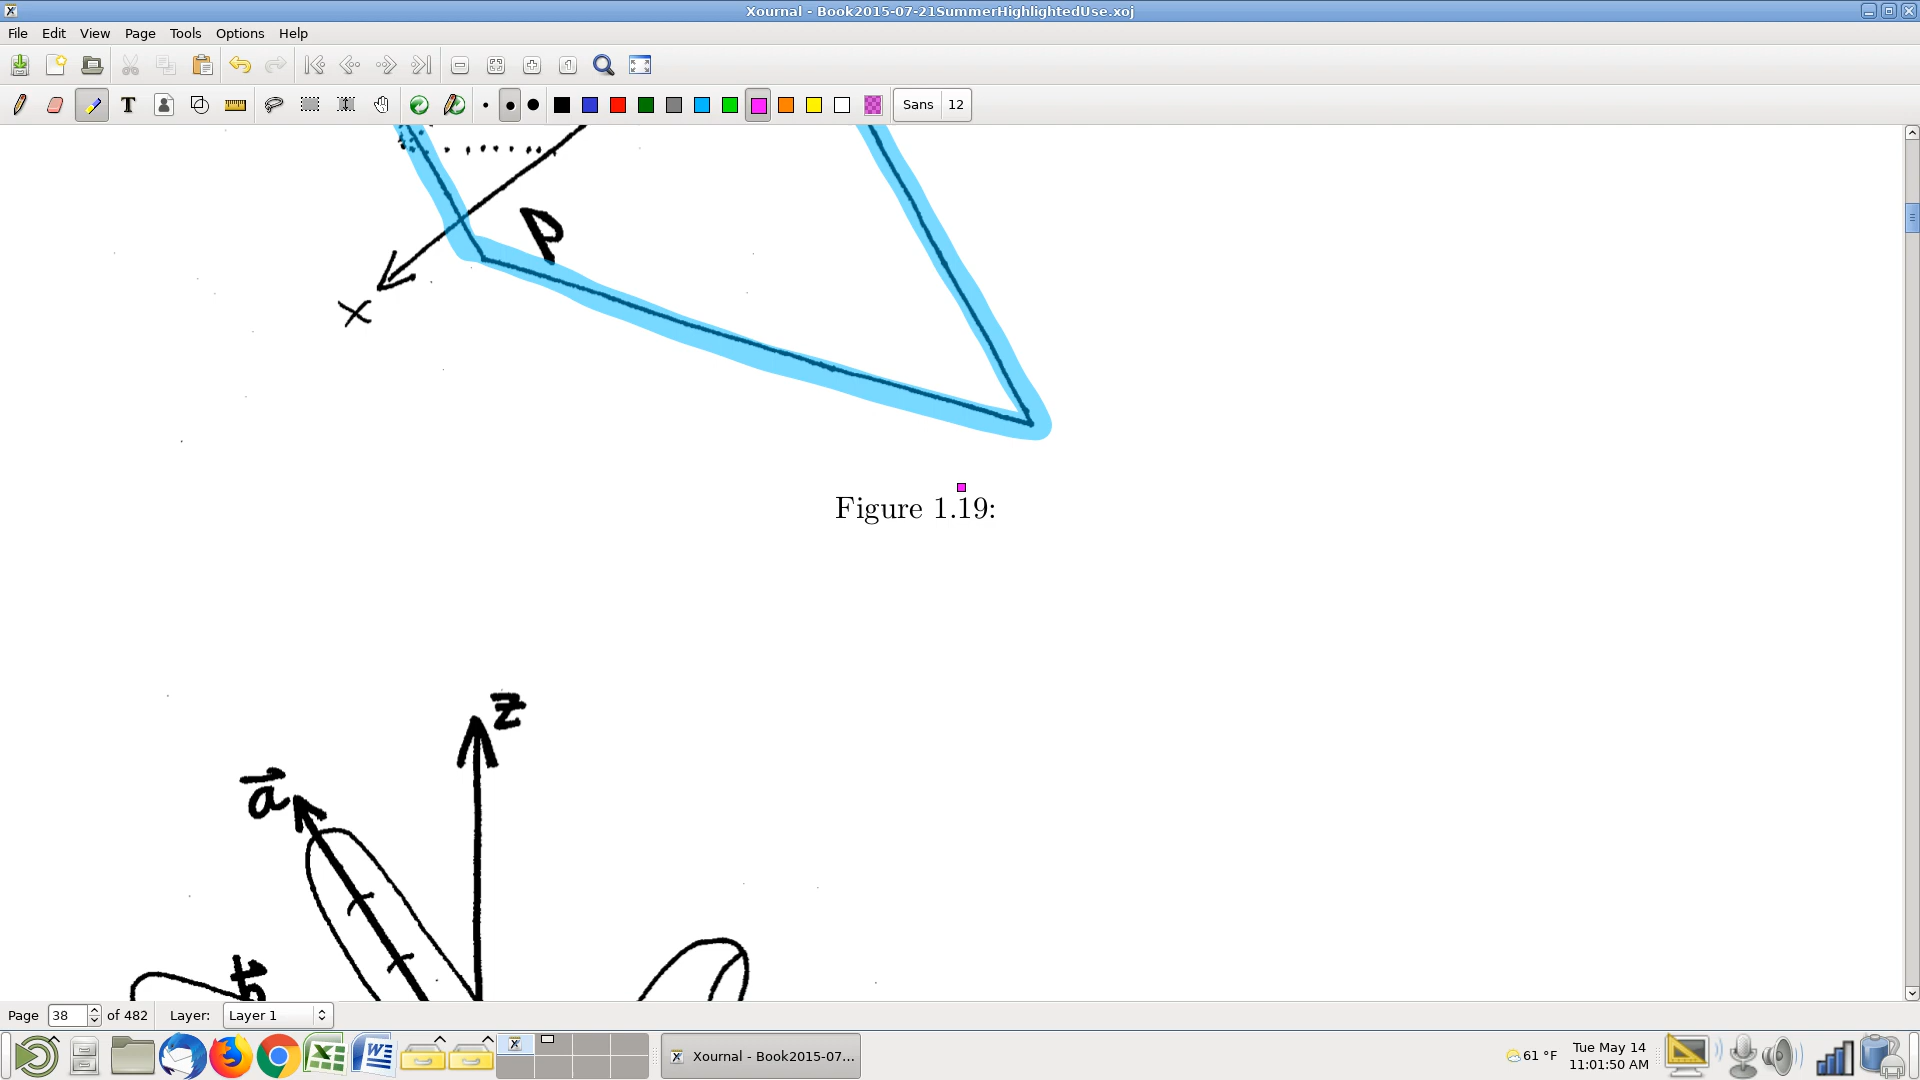 Xournal - Book2015-07-21SummerHighlightedUse.xoj
File Edit View Page Tools Options Help
Sans 12
P
x
Figure 1.19:
z
a
b
Page 38 of 482 Layer: Layer 1
Xournal - Book2015-07...
61 °F
Tue May 14
11:01:50 AM